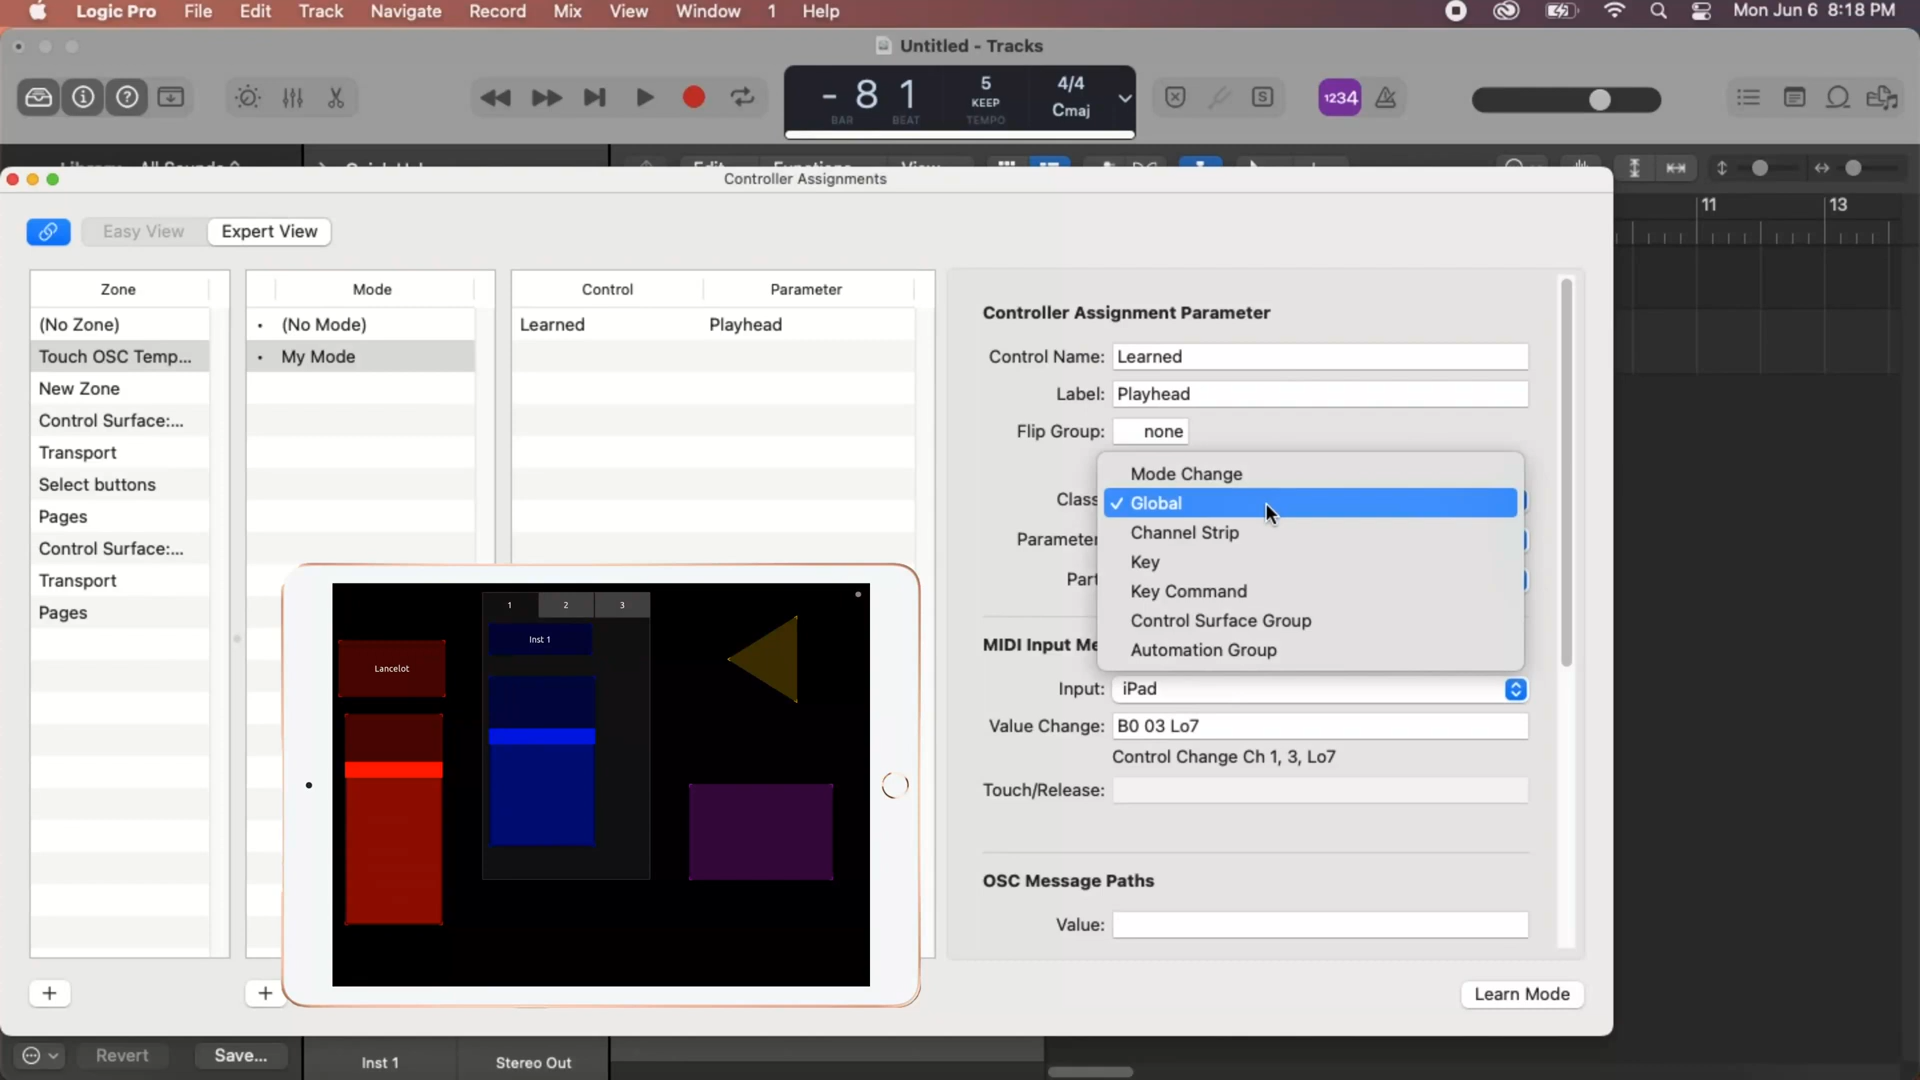 Logic Pro File Edit Track Navigate Record Mix View Window 1 Help Mon Jun 6 8:18 PM
Untitled - Tracks
- 8 1 5 4/4
KEEP Cmaj
BAR BEAT TEMPO
1234
S
Edit Functions View
Controller Assignments
11 13
Easy View Expert View
Zone Mode Control Parameter
(No Zone)
Touch OSC Temp...
New Zone
Control Surface:...
Transport
Select buttons
Pages
Control Surface:...
Transport
Pages
(No Mode)
My Mode
Learned Playhead
Controller Assignment Parameter
Control Name: Learned
Label: Playhead
Flip Group: none
Class
Parameter
Part
Mode Change
✓ Global
Channel Strip
Key
Key Command
Control Surface Group
Automation Group
MIDI Input Me
Input: iPad
Value Change: B0 03 Lo7
Control Change Ch 1, 3, Lo7
Touch/Release:
OSC Message Paths
Value:
Learn Mode
1 2 3
Inst 1
Lancelot
+ +
Revert Save...
Inst 1 Stereo Out